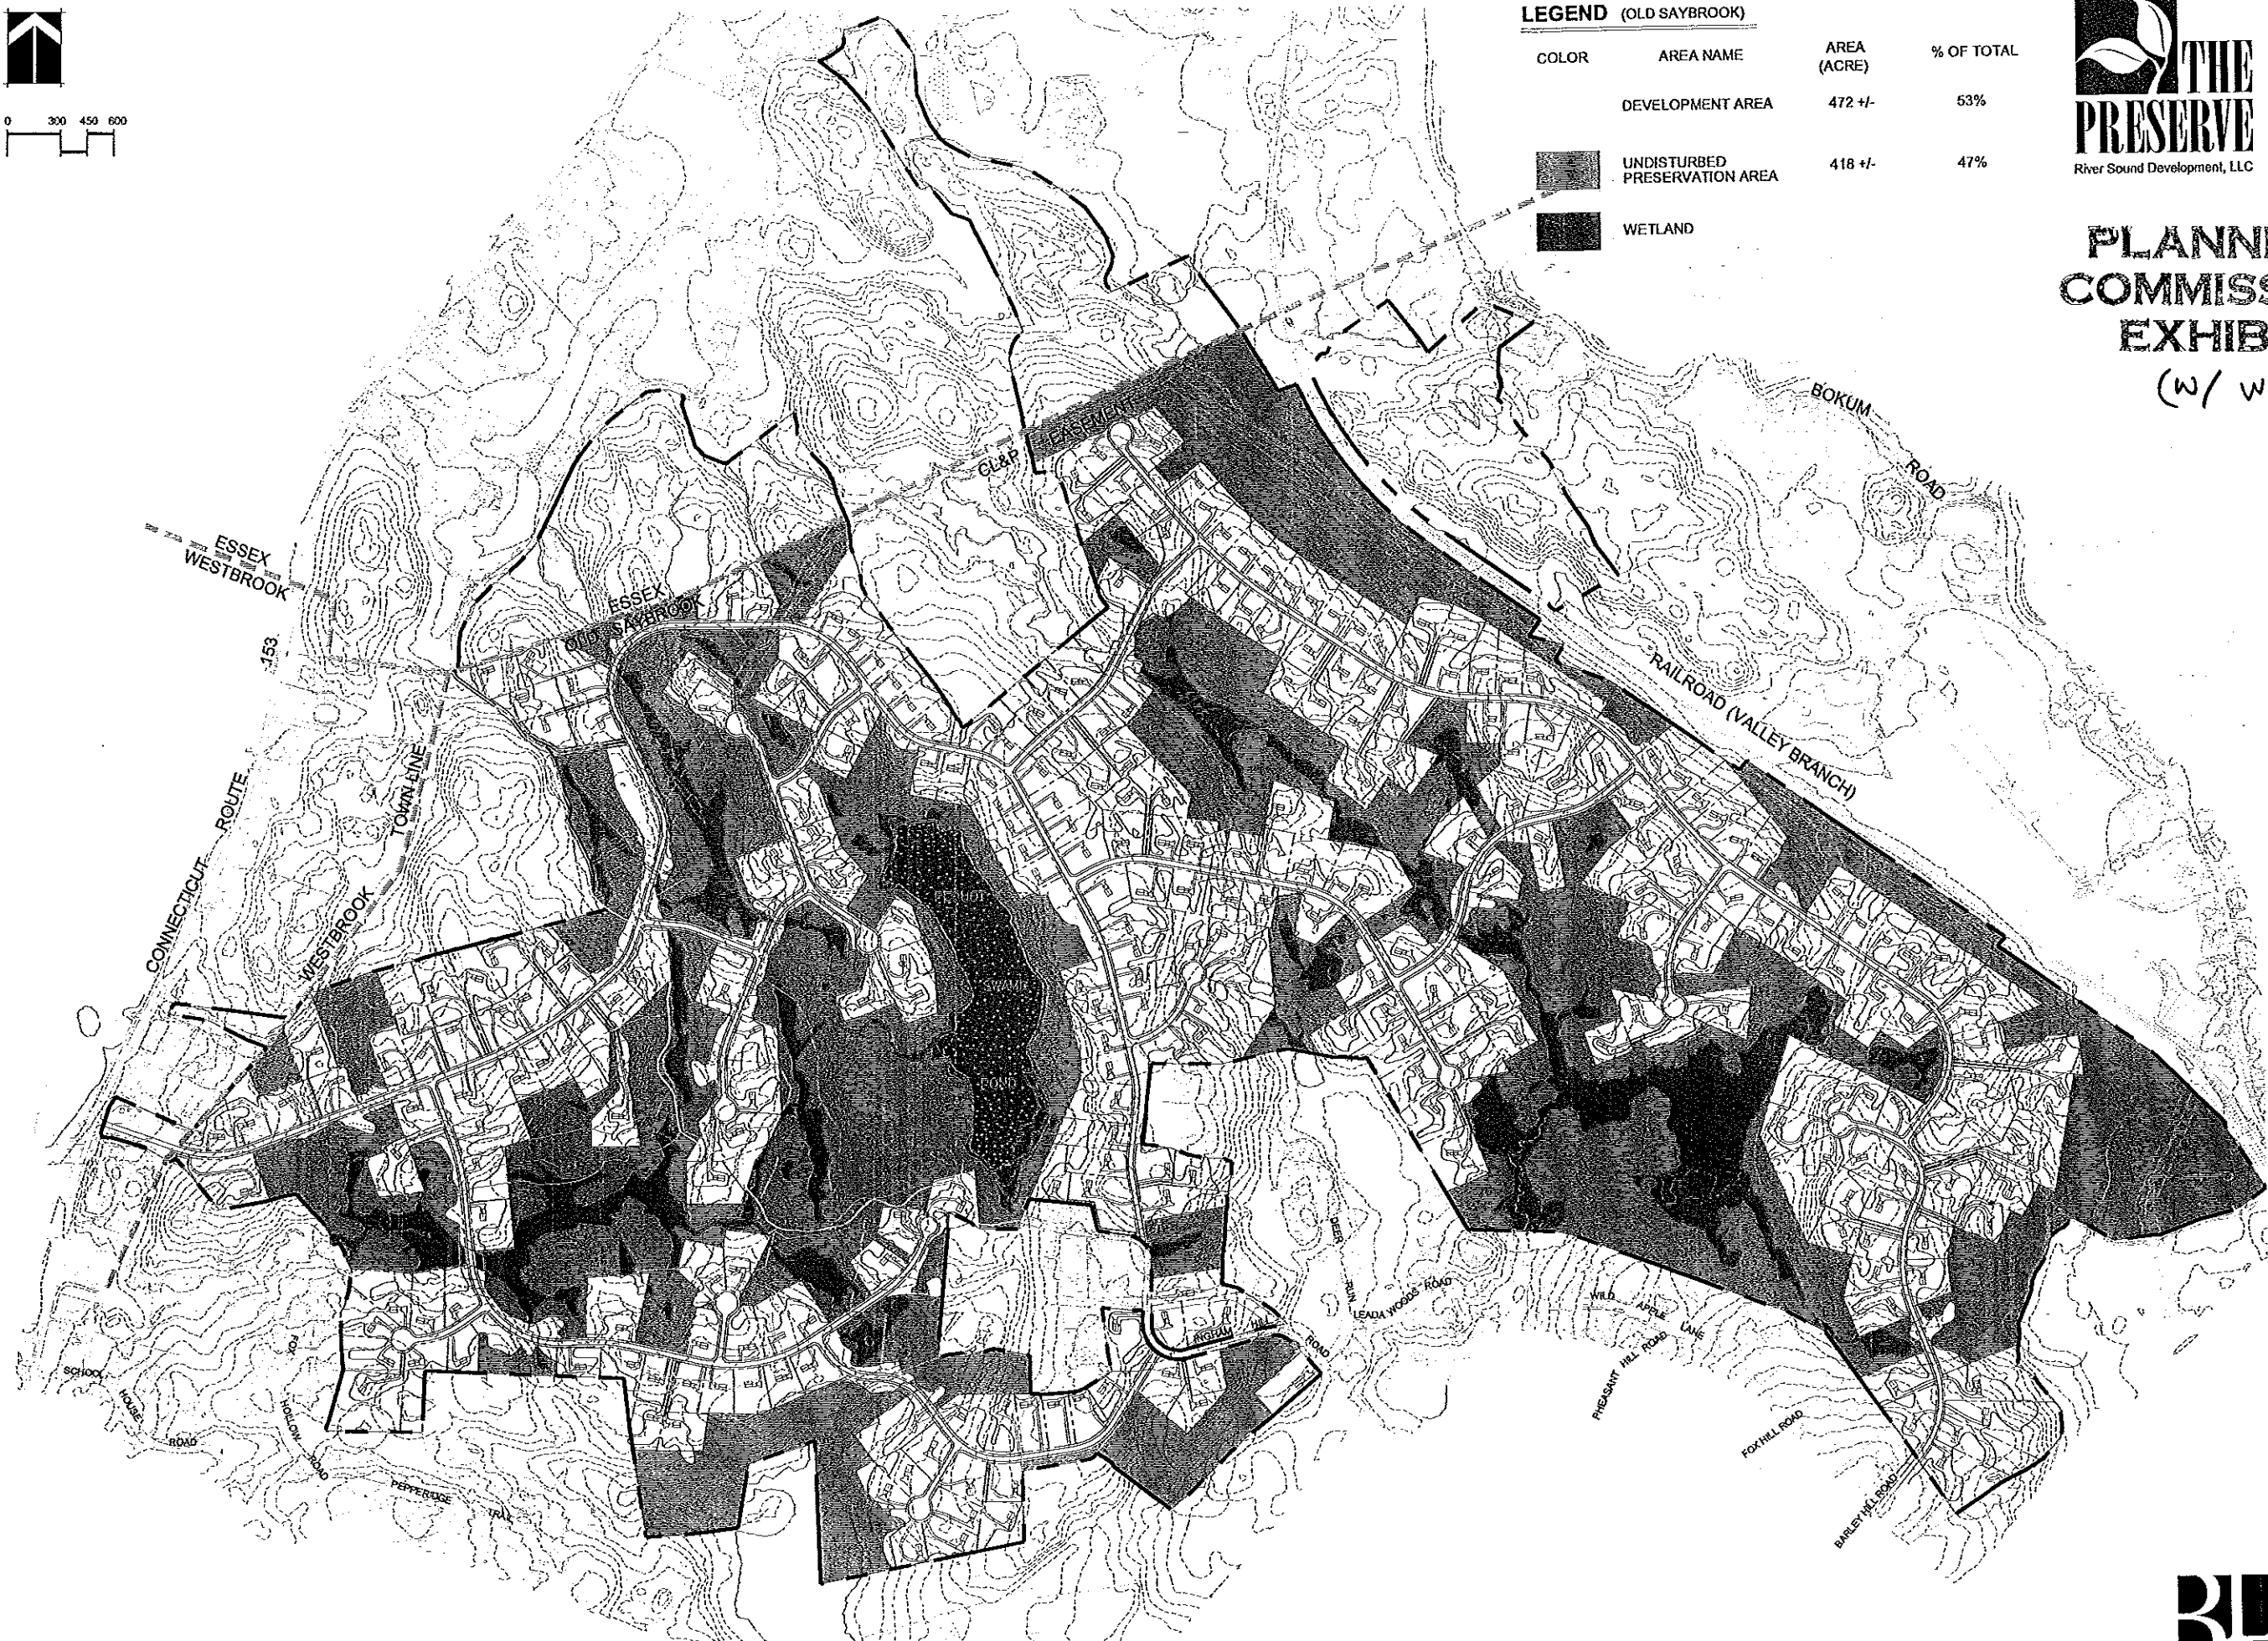 LEGEND (OLD SAYBROOK)
COLOR AREA NAME AREA (ACRE) % OF TOTAL
DEVELOPMENT AREA 472 +/- 53%
UNDISTURBED PRESERVATION AREA 418 +/- 47%
WETLAND
THE
PRESERVE
River Sound Development, LLC
PLANN
COMMISS
EXHIB
(W/ W
0 300 450 600
BOKUM
ROAD
CL&P EASEMENT
ESSEX
WESTBROOK
153
ESSEX
OLD SAYBROOK
RAILROAD (VALLEY BRANCH)
TOWN LINE
WESTBROOK
CONNECTICUT ROUTE
SWAMP
POND
DEER RUN
LEADA WOODS ROAD
INGHAM
ROAD
WILD APPLE LANE
PHEASANT HILL ROAD
FOX HILL ROAD
BARLEY HILL ROAD
SCHOOL
HOUSE
ROAD
FOX
HOLLOW
ROAD
PEPPERIDGE
TRAIL